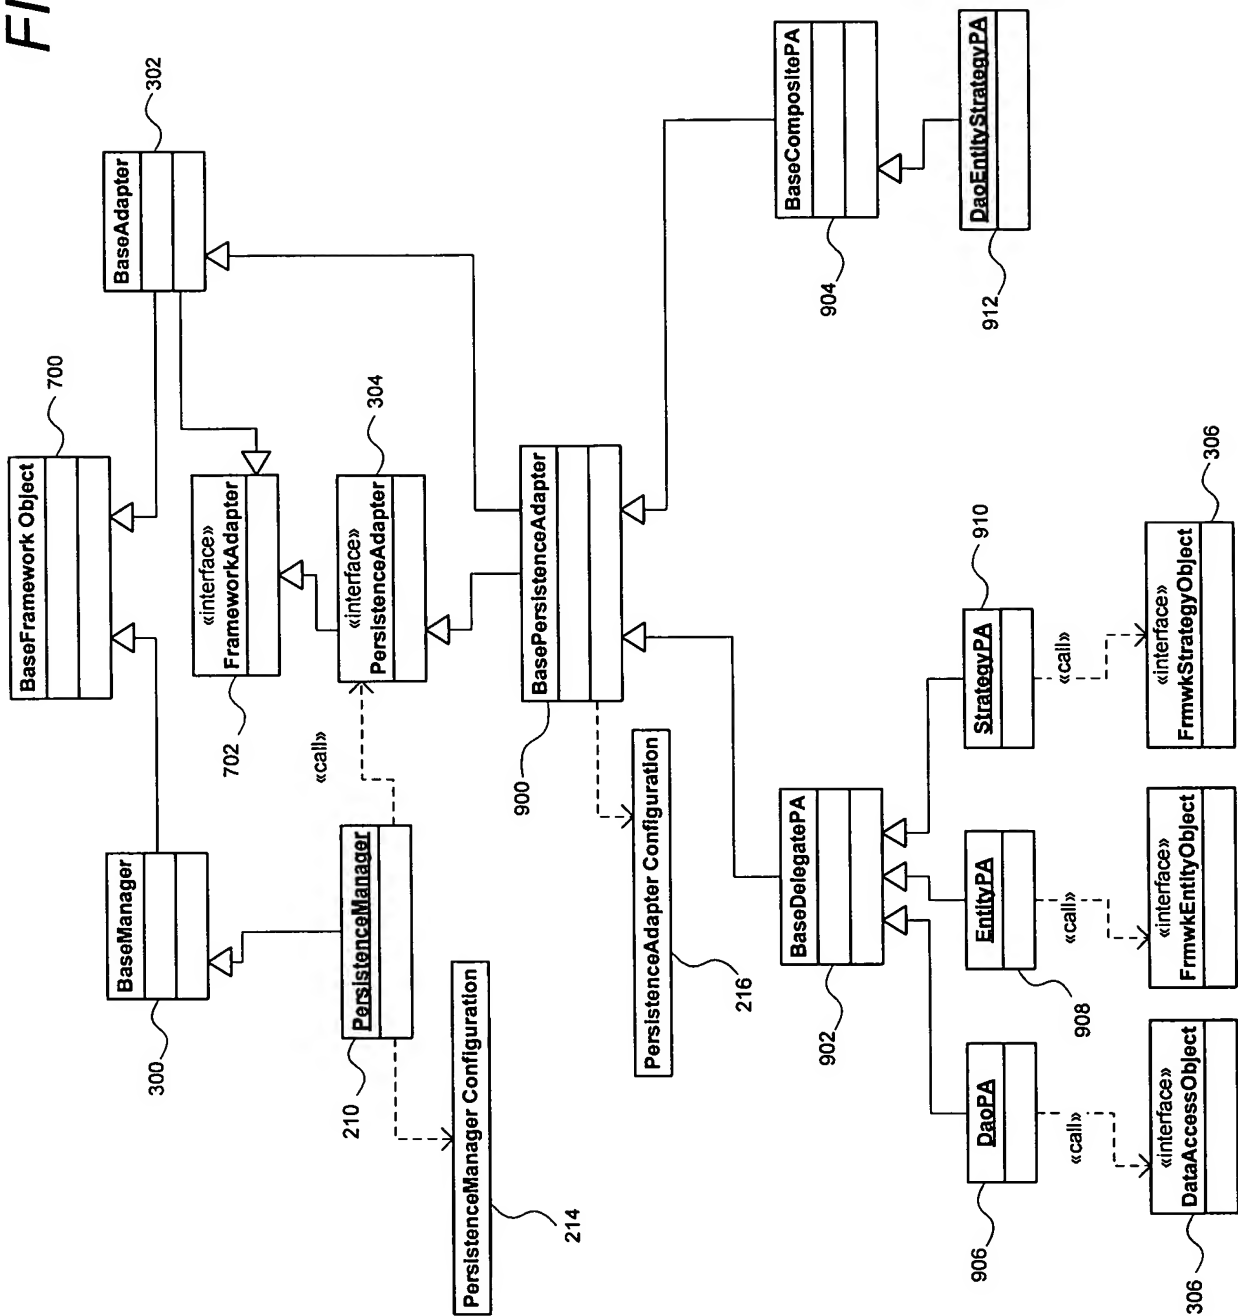 FI
BaseFramework Object
700
BaseManager
300
BaseAdapter
302
«interface»
FrameworkAdapter
702
«call»
PersistenceManager
210
«interface»
PersistenceAdapter
304
PersistenceManager Configuration
214
BasePersistenceAdapter
900
PersistenceAdapter Configuration
216
BaseDelegatePA
902
BaseCompositePA
904
DaoPA
906
EntityPA
908
StrategyPA
910
DaoEntityStrategyPA
912
«call»
«call»
«call»
«interface»
DataAccessObject
306
«interface»
FrmwkEntityObject
«interface»
FrmwkStrategyObject
306